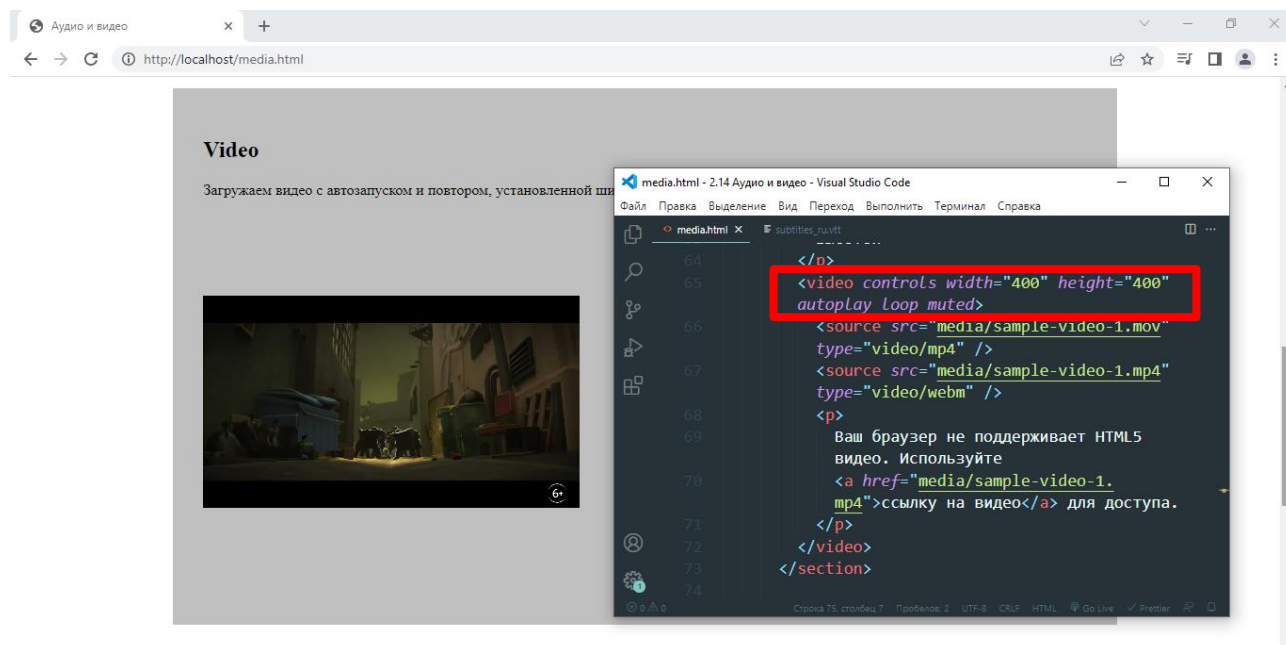 Аудио и видео
http://localhost/media.html
Video
Загружаем видео с автозапуском и повтором, установленной ши
6+
media.html - 2.14 Аудио и видео - Visual Studio Code
Файл Правка Выделение Вид Переход Выполнить Терминал Справка
media.html subtitles_ru.vtt
64 </p>
65 <video controls width="400" height="400"
autoplay loop muted>
66 <source src="media/sample-video-1.mov"
type="video/mp4" />
67 <source src="media/sample-video-1.mp4"
type="video/webm" />
68 <p>
69 Ваш браузер не поддерживает HTML5
видео. Используйте
70 <a href="media/sample-video-1.
mp4">ссылку на видео</a> для доступа.
71 </p>
72 </video>
73 </section>
74
1
0 0 Строка 75, столбец 7 Пробелов: 2 UTF-8 CRLF HTML Go Live Prettier